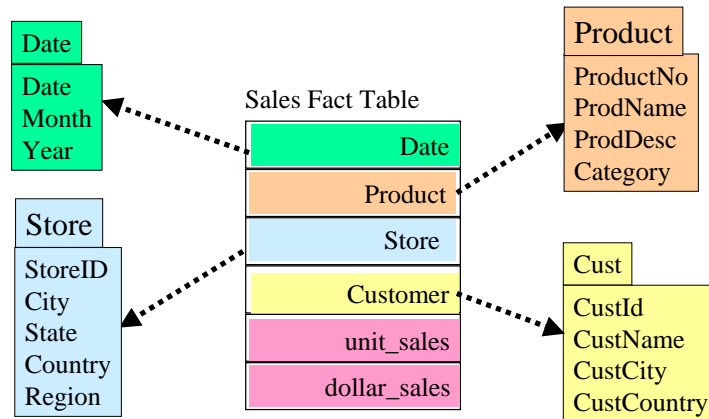 Date
Date
Month
Year
Sales Fact Table
Date
Product
Store
Customer
unit_sales
dollar_sales
Product
ProductNo
ProdName
ProdDesc
Category
Store
StoreID
City
State
Country
Region
Cust
CustId
CustName
CustCity
CustCountry